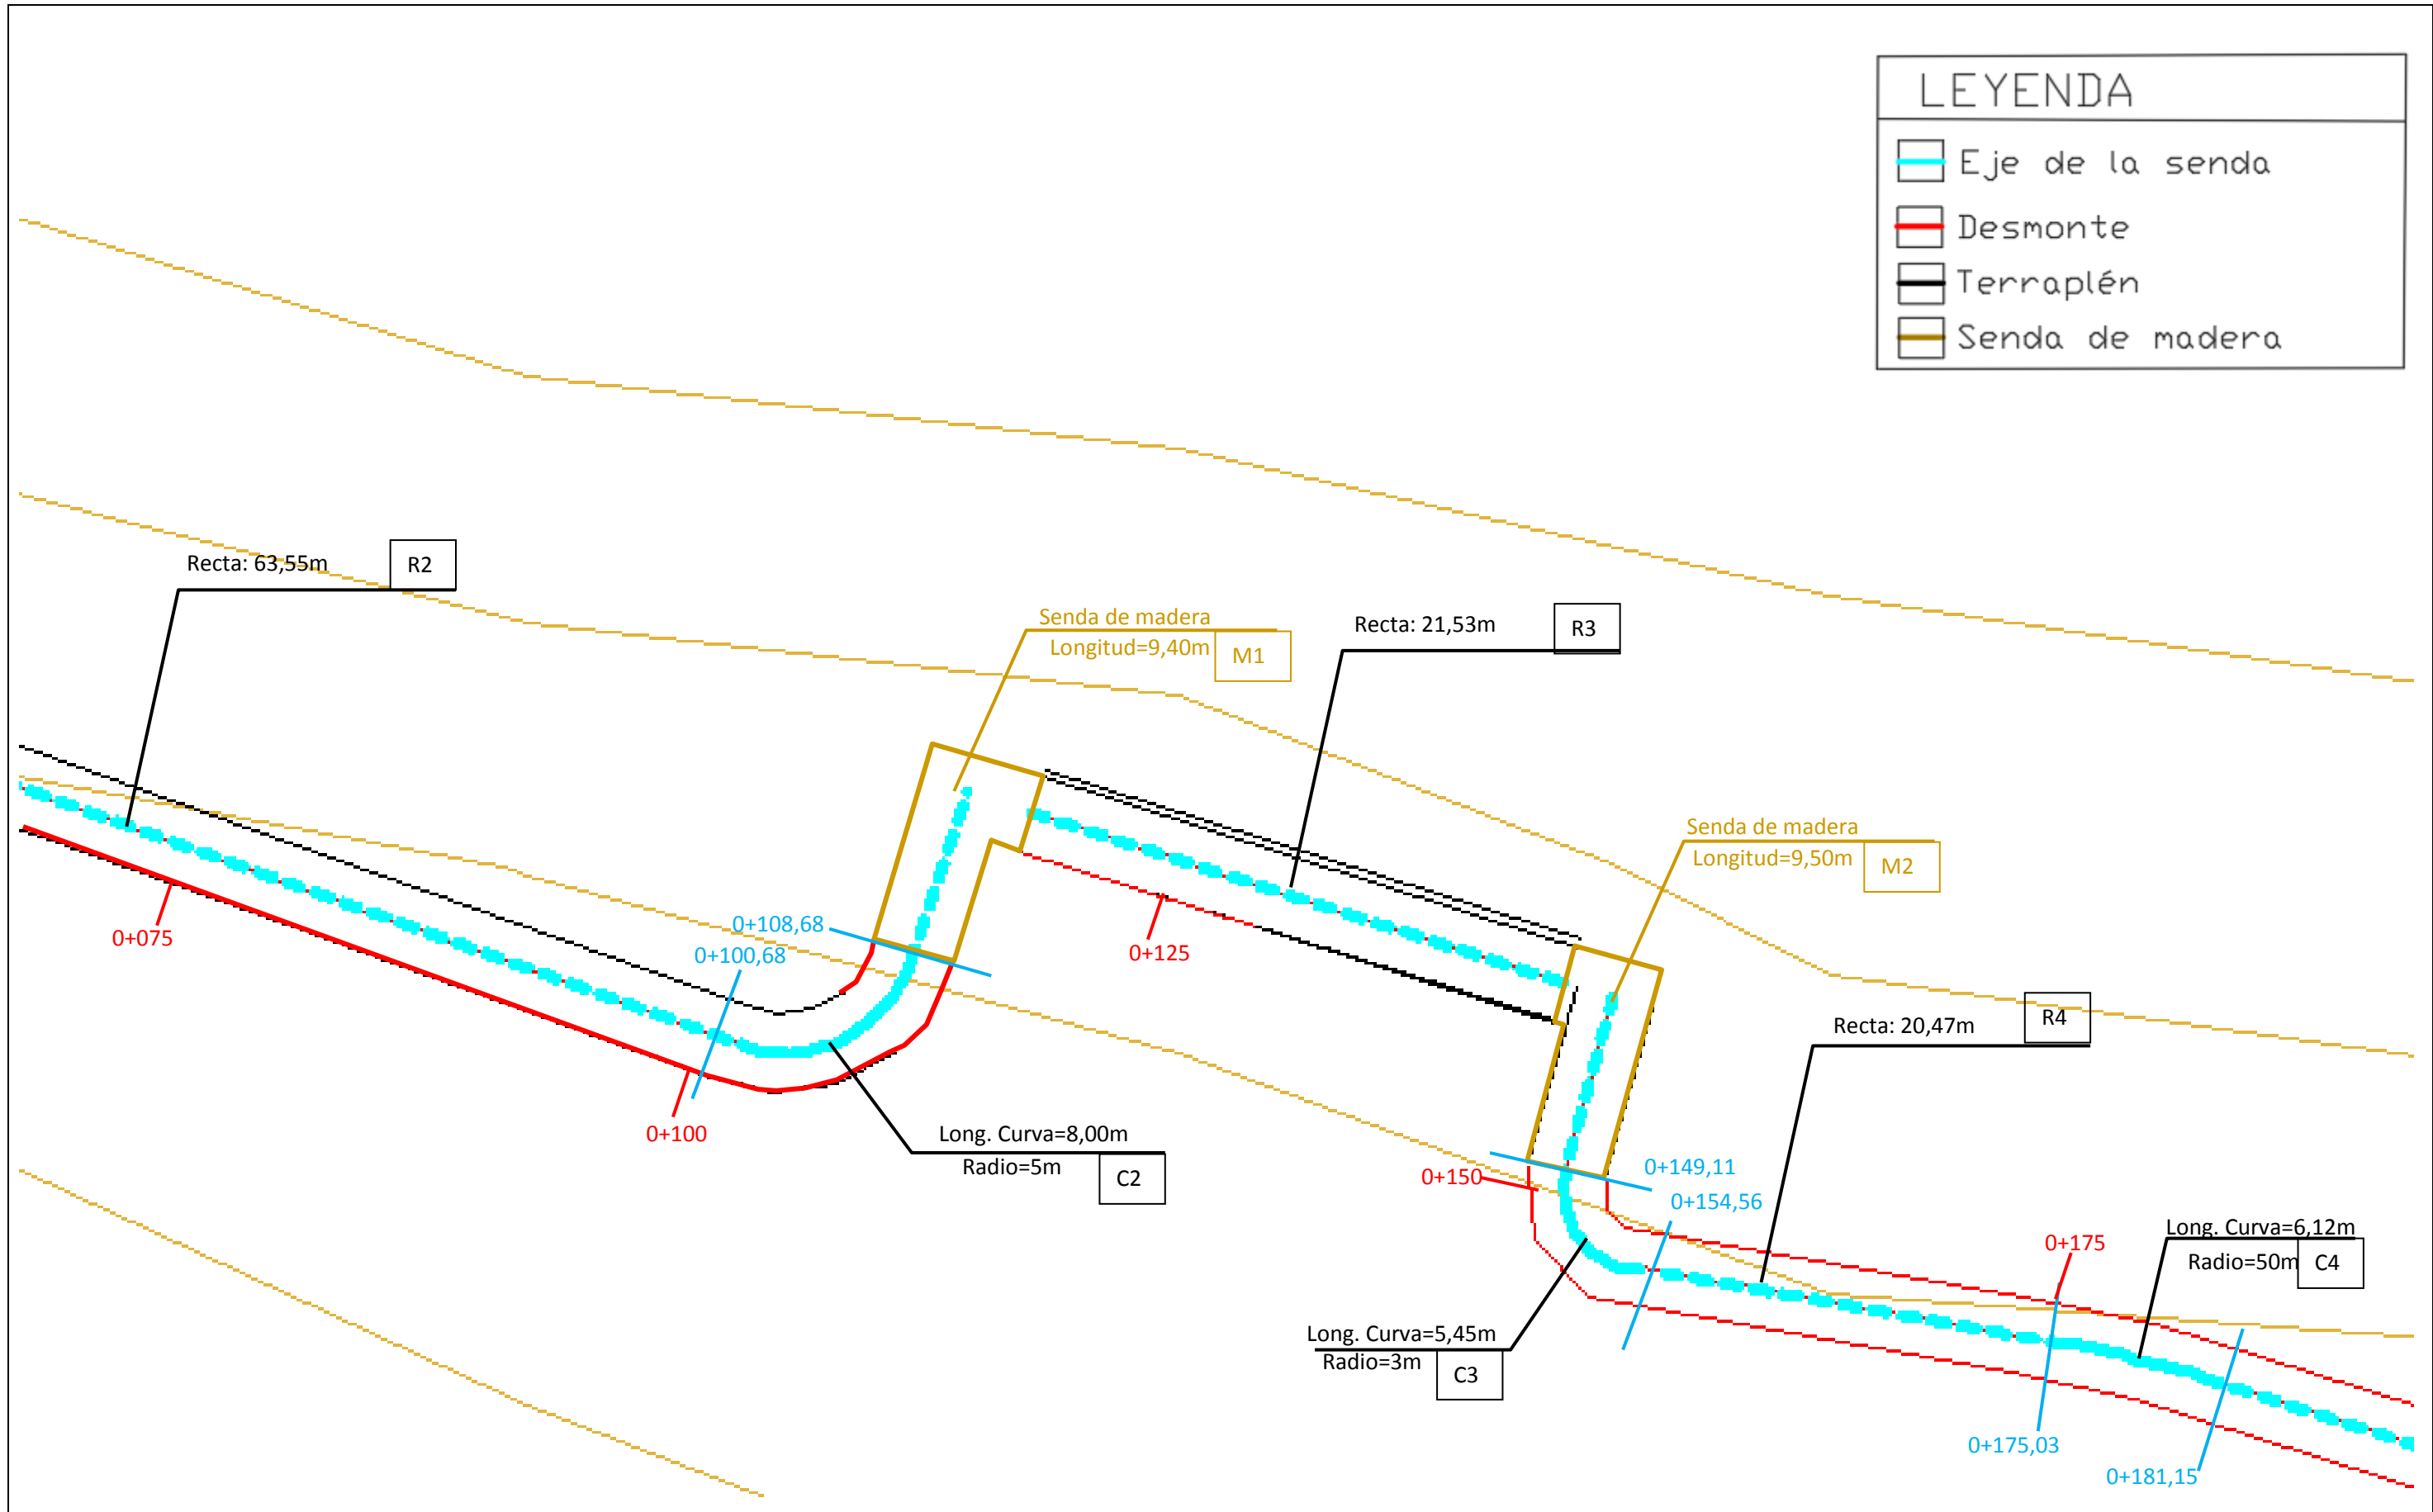 LEYENDA
Eje de la senda
Desmonte
Terraplén
Senda de madera
Recta: 63,55m
R2
Senda de madera
Longitud=9,40m
M1
Recta: 21,53m
R3
Senda de madera
Longitud=9,50m
M2
0+075
0+108,68
0+100,68
0+125
Recta: 20,47m
R4
0+100
Long. Curva=8,00m
Radio=5m
C2
0+150
0+149,11
0+154,56
0+175
Long. Curva=6,12m
Radio=50m
C4
Long. Curva=5,45m
Radio=3m
C3
0+175,03
0+181,15